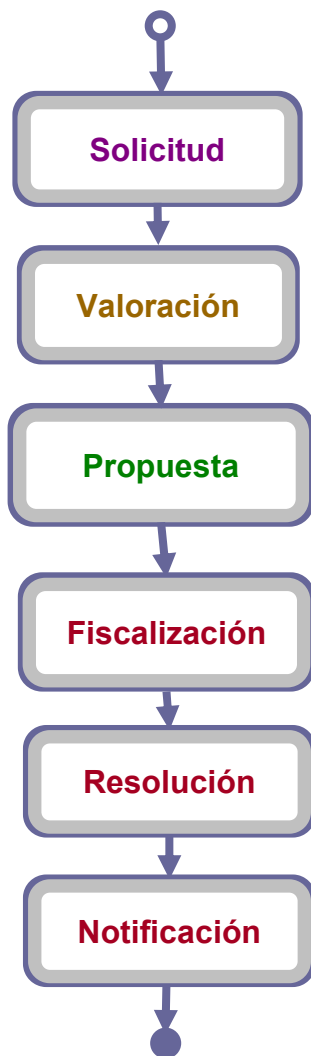 Solicitud
Valoración
Propuesta
Fiscalización
Resolución
Notificación